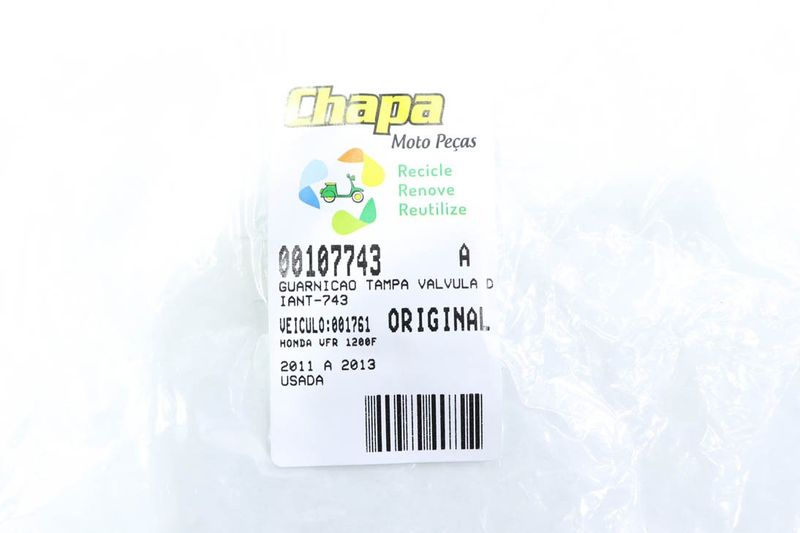 Chapa
Moto Peças
Recicle
Renove
Reutilize
00107743 A
GUARNICAO TAMPA VALVULA D
IANT-743
VEICULO:001761 ORIGINAL
HONDA VFR 1200F
2011 A 2013
USADA